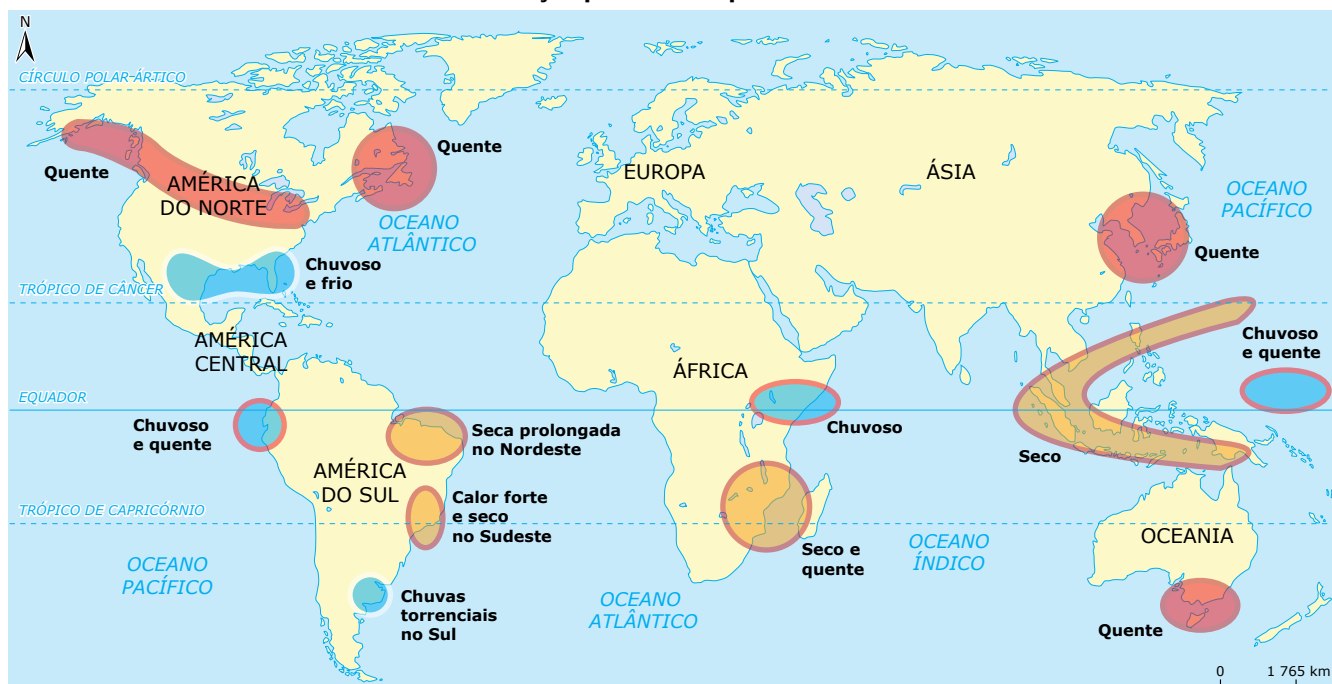 N
CÍRCULO POLAR-ÁRTICO
Quente
Quente
AMÉRICA
DO NORTE
EUROPA
ÁSIA
OCEANO
PACÍFICO
OCEANO
ATLÂNTICO
Quente
Chuvoso
e frio
TRÓPICO DE CÂNCER
AMÉRICA
CENTRAL
ÁFRICA
Chuvoso
e quente
EQUADOR
Chuvoso
e quente
Seca prolongada
no Nordeste
Chuvoso
Seco
AMÉRICA
DO SUL
Calor forte
e seco
no Sudeste
TRÓPICO DE CAPRICÓRNIO
OCEANO
PACÍFICO
Seco e
quente
OCEANO
ÍNDICO
OCEANIA
Chuvas
torrenciais
no Sul
OCEANO
ATLÂNTICO
Quente
0 1 765 km